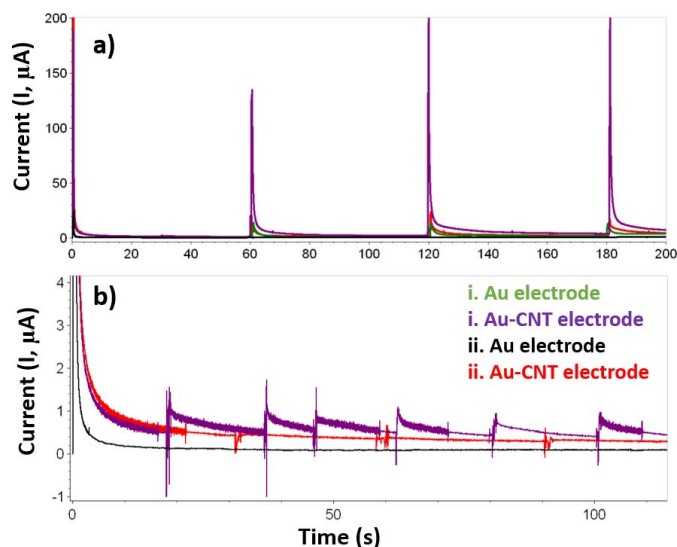 a)
Current (I, µA)
200
150
100
50
0
0 20 40 60 80 100 120 140 160 180 200
b)
Current (I, µA)
4
3
2
1
0
-1
i. Au electrode
i. Au-CNT electrode
ii. Au electrode
ii. Au-CNT electrode
0 50 100
Time (s)